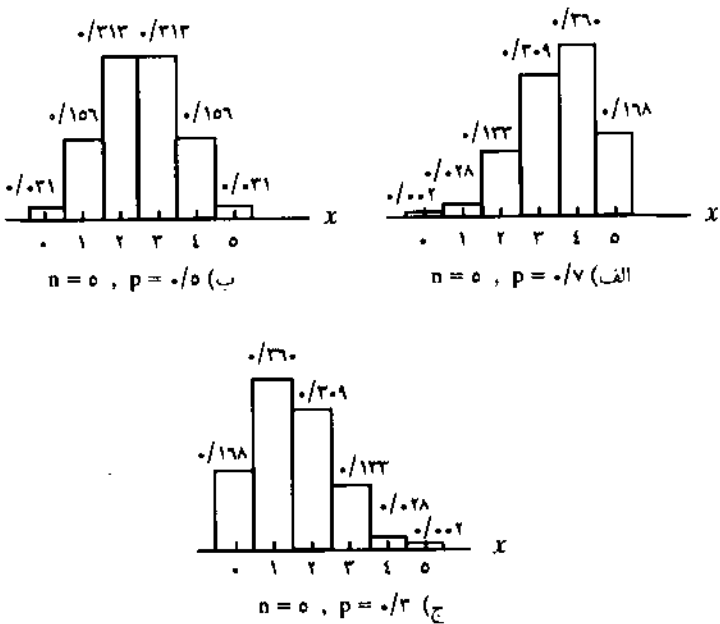 ۰/۳۶۰
۰/۳۰۹
۰/۱۶۸
۰/۱۳۳
۰/۰۲۸
۰/۰۰۲
۰ ۱ ۲ ۳ ٤ ۵ x
الف) n = ۵ , p = ۰/۷
۰/۳۱۳ ۰/۳۱۳
۰/۱۵۶ ۰/۱۵۶
۰/۰۳۱ ۰/۰۳۱
۰ ۱ ۲ ۳ ٤ ۵ x
ب) n = ۵ , p = ۰/۵
۰/۳۶۰
۰/۳۰۹
۰/۱۶۸ ۰/۱۳۳
۰/۰۲۸
۰/۰۰۲
۰ ۱ ۲ ۳ ٤ ۵ x
ج) n = ۵ , p = ۰/۳